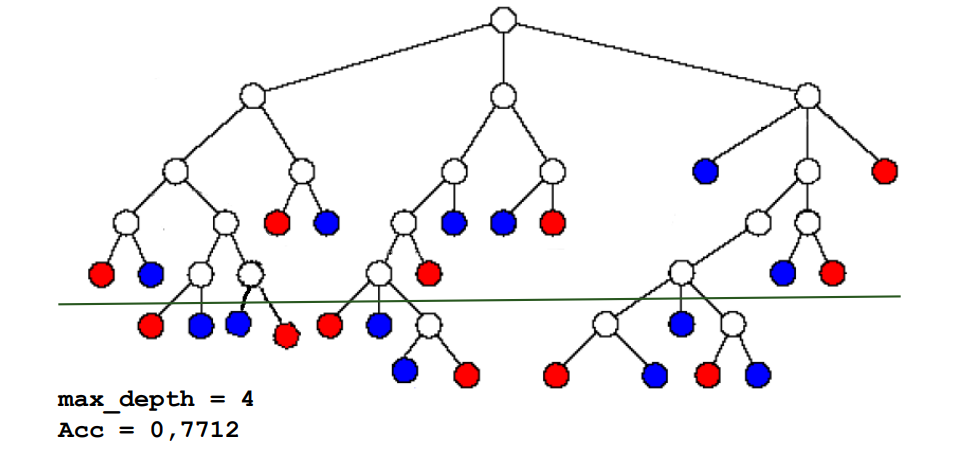 max_depth = 4
Acc = 0,7712